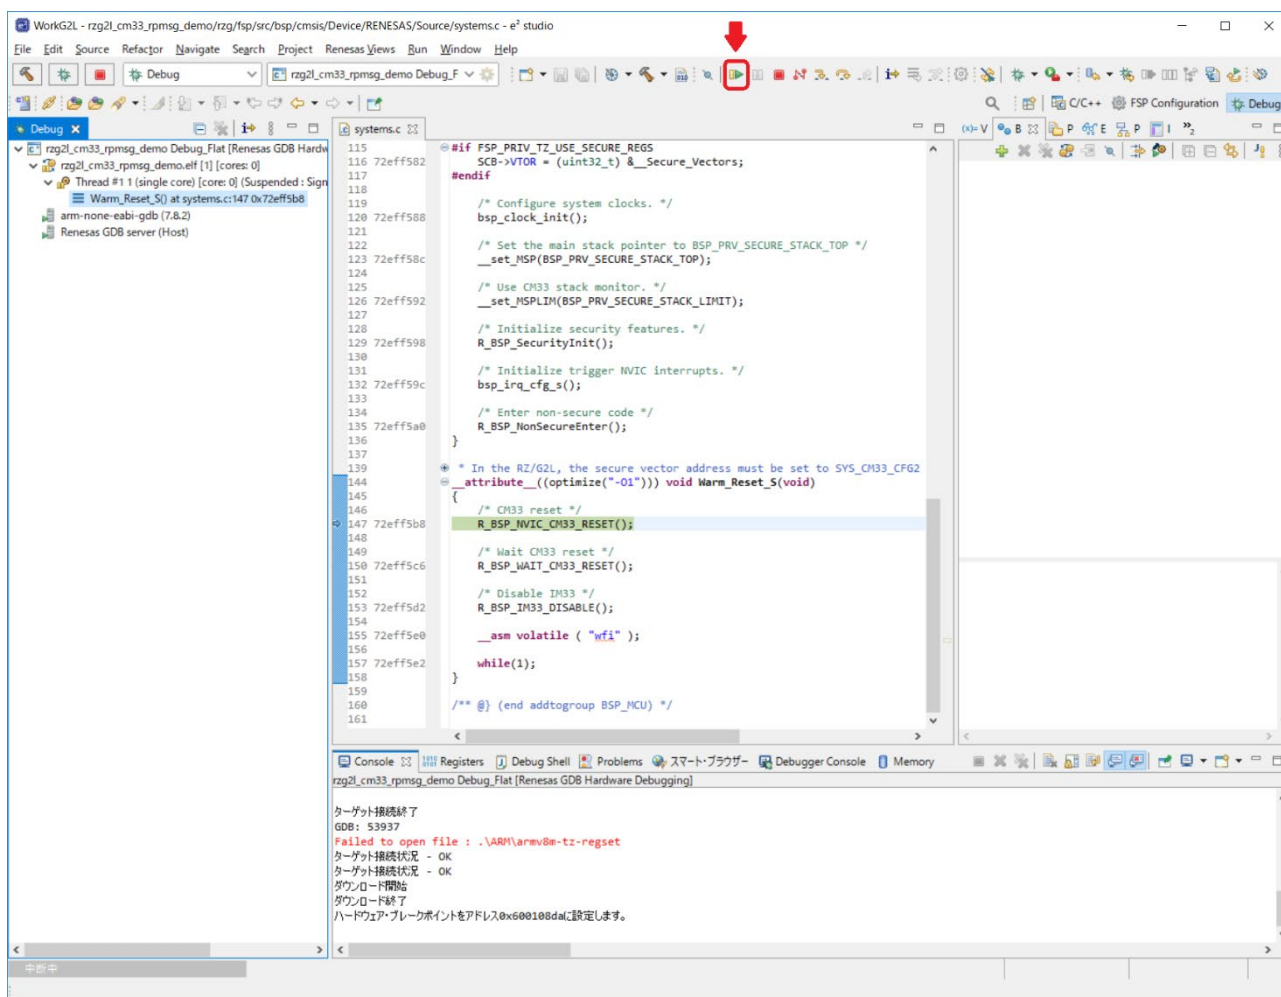 WorkG2L - rzg2l_cm33_rpmsg_demo/rzg/fsp/src/bsp/cmsis/Device/RENESAS/Source/systems.c - e² studio
File Edit Source Refactor Navigate Search Project Renesas Views Run Window Help
Debug
rzg2l_cm33_rpmsg_demo Debug_F
C/C++
FSP Configuration
Debug
Debug
rzg2l_cm33_rpmsg_demo Debug_Flat [Renesas GDB Hardw
rzg2l_cm33_rpmsg_demo.elf [1] [cores: 0]
Thread #1 1 (single core) [core: 0] (Suspended : Sign
Warm_Reset_S() at systems.c:147 0x72eff5b8
arm-none-eabi-gdb (7.8.2)
Renesas GDB server (Host)
systems.c
115 #if FSP_PRIV_TZ_USE_SECURE_REGS
116 72eff582 SCB->VTOR = (uint32_t) &__Secure_Vectors;
117 #endif
118
119 /* Configure system clocks. */
120 72eff588 bsp_clock_init();
121
122 /* Set the main stack pointer to BSP_PRV_SECURE_STACK_TOP */
123 72eff58c __set_MSP(BSP_PRV_SECURE_STACK_TOP);
124
125 /* Use CM33 stack monitor. */
126 72eff592 __set_MSPLIM(BSP_PRV_SECURE_STACK_LIMIT);
127
128 /* Initialize security features. */
129 72eff598 R_BSP_SecurityInit();
130
131 /* Initialize trigger NVIC interrupts. */
132 72eff59c bsp_irq_cfg_s();
133
134 /* Enter non-secure code */
135 72eff5a0 R_BSP_NonSecureEnter();
136 }
137
139 * In the RZ/G2L, the secure vector address must be set to SYS_CM33_CFG2
144 __attribute__((optimize("-O1"))) void Warm_Reset_S(void)
145 {
146 /* CM33 reset */
147 72eff5b8 R_BSP_NVIC_CM33_RESET();
148
149 /* Wait CM33 reset */
150 72eff5c6 R_BSP_WAIT_CM33_RESET();
151
152 /* Disable IM33 */
153 72eff5d2 R_BSP_IM33_DISABLE();
154
155 72eff5e0 __asm volatile ( "wfi" );
156
157 72eff5e2 while(1);
158 }
159
160 /** @} (end addtogroup BSP_MCU) */
161
(x)= V B P E P I »2
Console Registers Debug Shell Problems スマート・ブラウザー Debugger Console Memory
rzg2l_cm33_rpmsg_demo Debug_Flat [Renesas GDB Hardware Debugging]
ターゲット接続終了
GDB: 53937
Failed to open file : .\ARM\armv8m-tz-regset
ターゲット接続状況 - OK
ターゲット接続状況 - OK
ダウンロード開始
ダウンロード終了
ハードウェア・ブレークポイントをアドレス0x600108daに設定します。
中断中